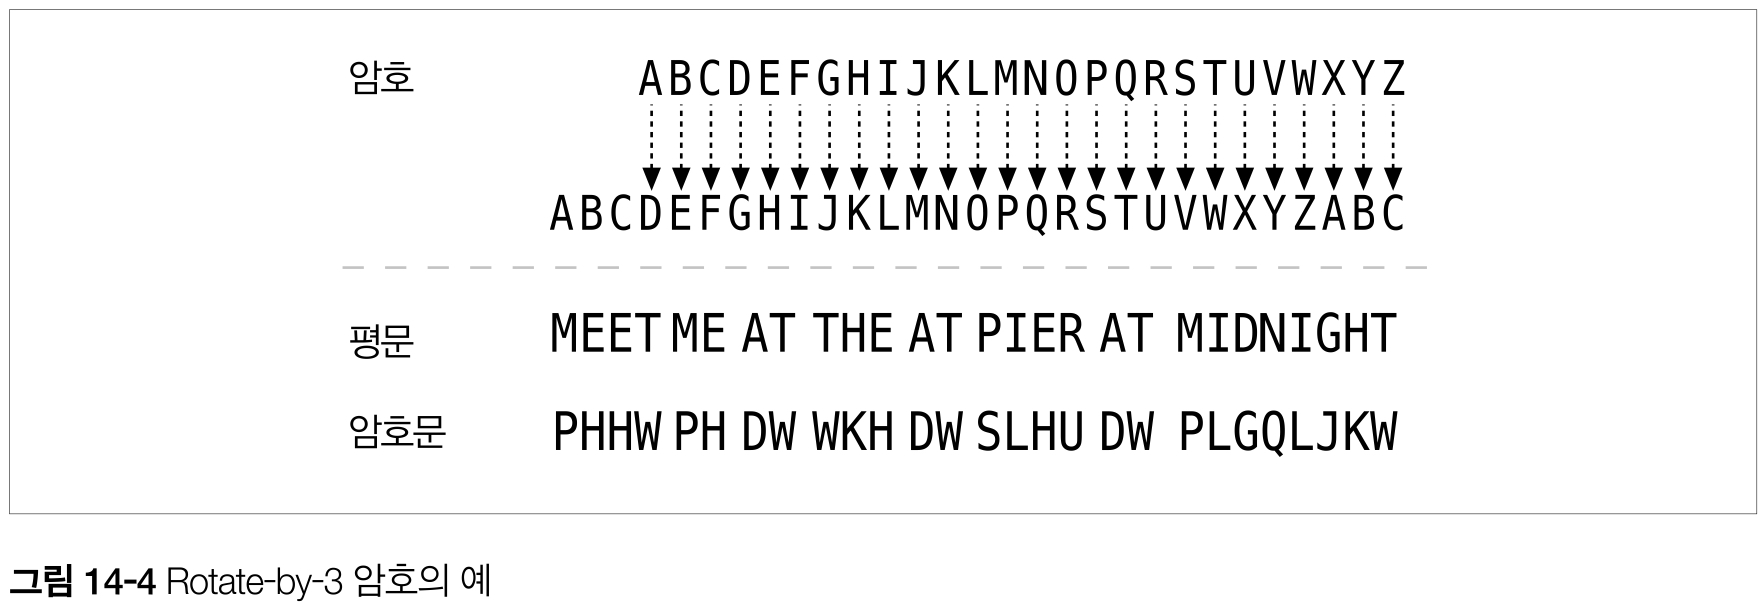 암호 ABCDEFGHIJKLMNOPQRSTUVWXYZ
ABCDEFGHIJKLMNOPQRSTUVWXYZABC
평문 MEET ME AT THE AT PIER AT MIDNIGHT
암호문 PHHW PH DW WKH DW SLHU DW PLGQLJKW
그림 14-4 Rotate-by-3 암호의 예